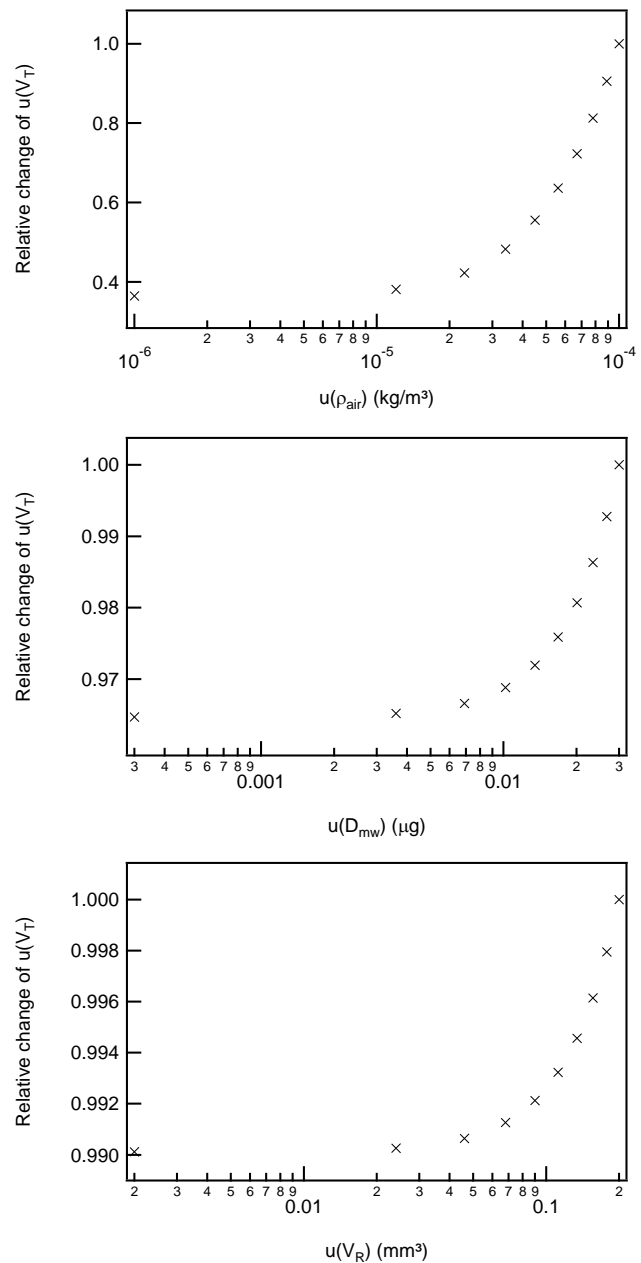 Relative change of u(V_T)
1.0
0.8
0.6
0.4
2 3 4 5 6 7 8 9 2 3 4 5 6 7 8 9
10^-6 10^-5 10^-4
u(ρ_air) (kg/m³)
Relative change of u(V_T)
1.00
0.99
0.98
0.97
3 4 5 6 7 8 9 2 3 4 5 6 7 8 9 2 3
0.001 0.01
u(D_mw) (μg)
Relative change of u(V_T)
1.000
0.998
0.996
0.994
0.992
0.990
2 3 4 5 6 7 8 9 2 3 4 5 6 7 8 9 2
0.01 0.1
u(V_R) (mm³)